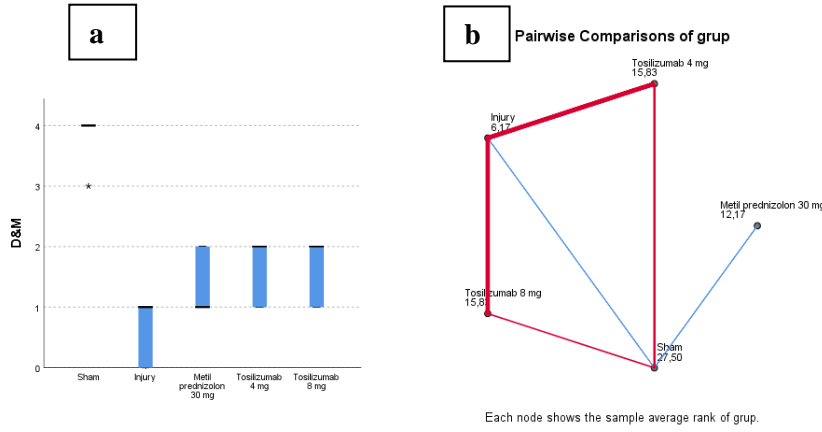 a
D&M
4
3
*
2
1
0
Sham
Injury
Metil
prednizolon
30 mg
Tosilizumab
4 mg
Tosilizumab
8 mg
b
Pairwise Comparisons of grup
Tosilizumab 4 mg
15,83
Injury
6,17
Metil prednizolon 30 mg
12,17
Tosilizumab 8 mg
15,83
Sham
27,50
Each node shows the sample average rank of grup.